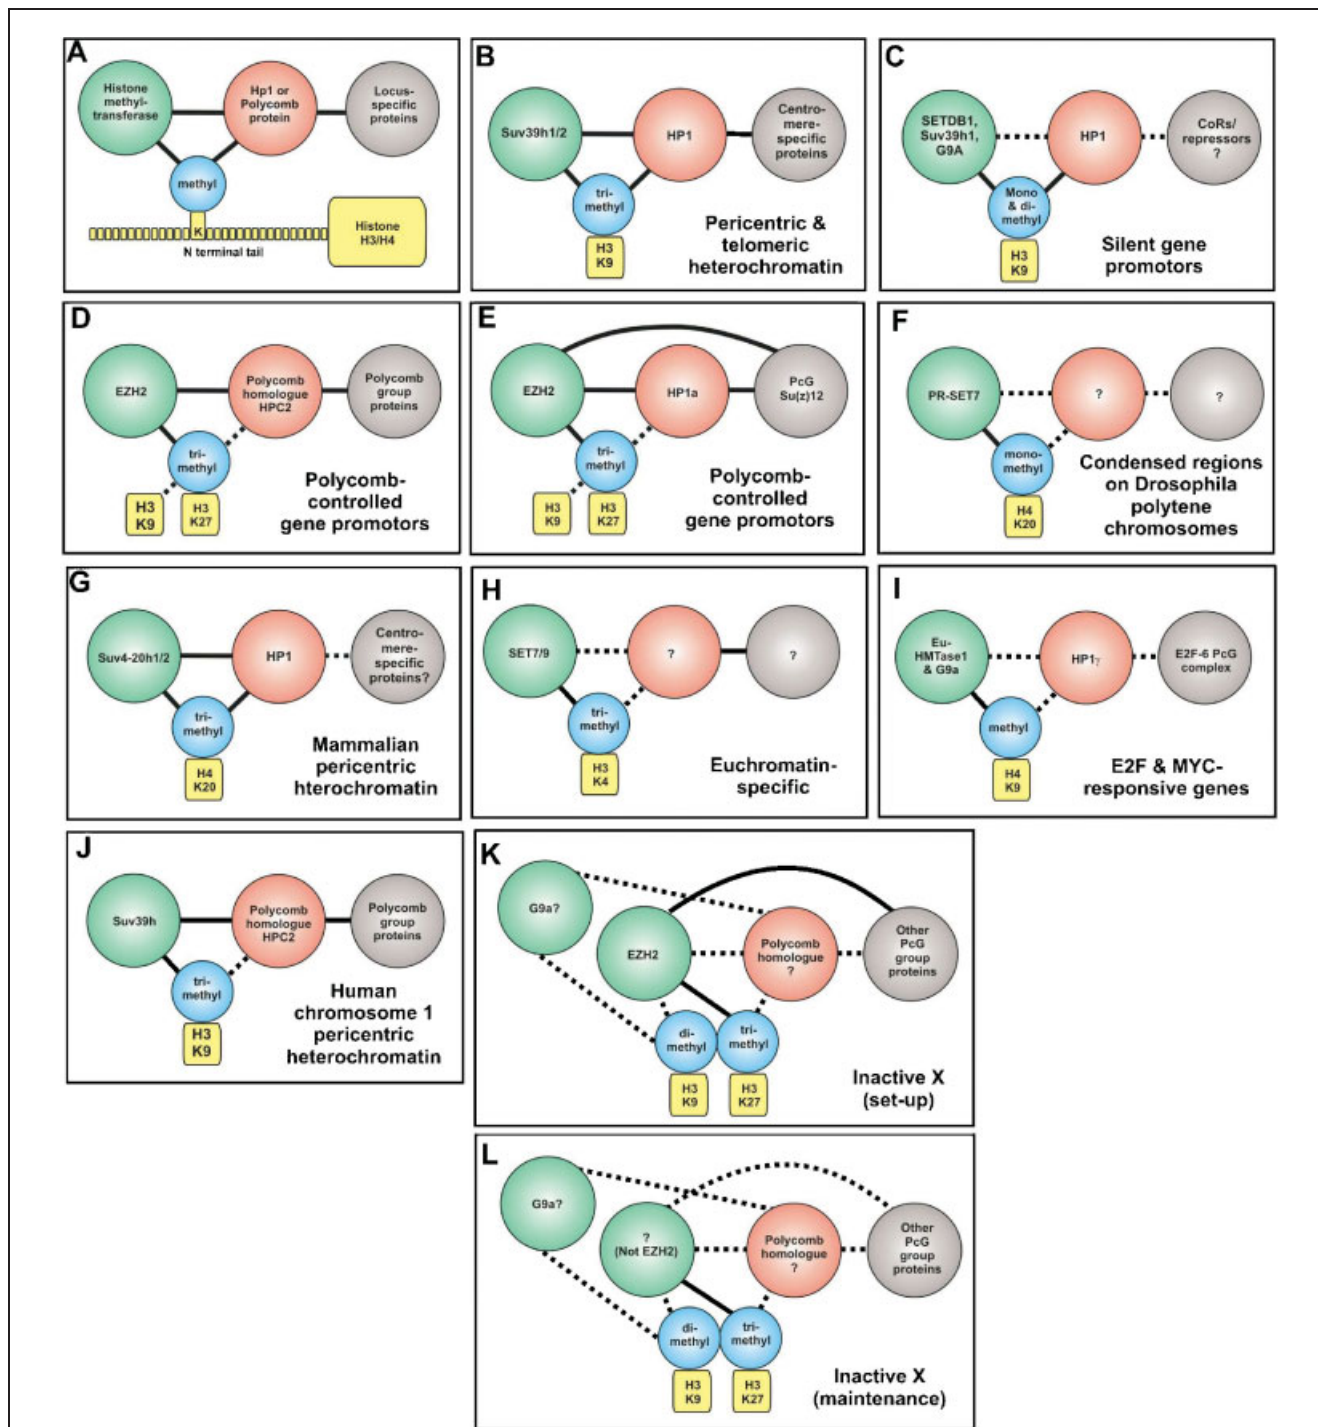 A
Histone
methyl-
transferase
Hp1 or
Polycomb
protein
Locus-
specific
proteins
methyl
K
N terminal tail
Histone
H3/H4
B
Suv39h1/2
HP1
Centro-
mere-
specific
proteins
tri-
methyl
H3
K9
Pericentric &
telomeric
heterochromatin
C
SETDB1,
Suv39h1,
G9A
HP1
CoRs/
repressors
?
Mono
& di-
methyl
H3
K9
Silent gene
promotors
D
EZH2
Polycomb
homologue
HPC2
Polycomb
group
proteins
tri-
methyl
H3
K9
H3
K27
Polycomb-
controlled
gene promotors
E
EZH2
HP1a
PcG
Su(z)12
tri-
methyl
H3
K9
H3
K27
Polycomb-
controlled
gene promotors
F
PR-SET7
?
?
mono-
methyl
H4
K20
Condensed regions
on Drosophila
polytene
chromosomes
G
Suv4-20h1/2
HP1
Centro-
mere-
specific
proteins?
tri-
methyl
H4
K20
Mammalian
pericentric
hterochromatin
H
SET7/9
?
?
tri-
methyl
H3
K4
Euchromatin-
specific
I
Eu-
HMTase1
& G9a
HP1γ
E2F-6 PcG
complex
methyl
H4
K9
E2F & MYC-
responsive genes
J
Suv39h
Polycomb
homologue
HPC2
Polycomb
group
proteins
tri-
methyl
H3
K9
Human
chromosome 1
pericentric
heterochromatin
K
G9a?
EZH2
Polycomb
homologue
?
Other
PcG
group
proteins
di-
methyl
tri-
methyl
H3
K9
H3
K27
Inactive X
(set-up)
L
G9a?
?
(Not EZH2)
Polycomb
homologue
?
Other
PcG
group
proteins
di-
methyl
tri-
methyl
H3
K9
H3
K27
Inactive X
(maintenance)